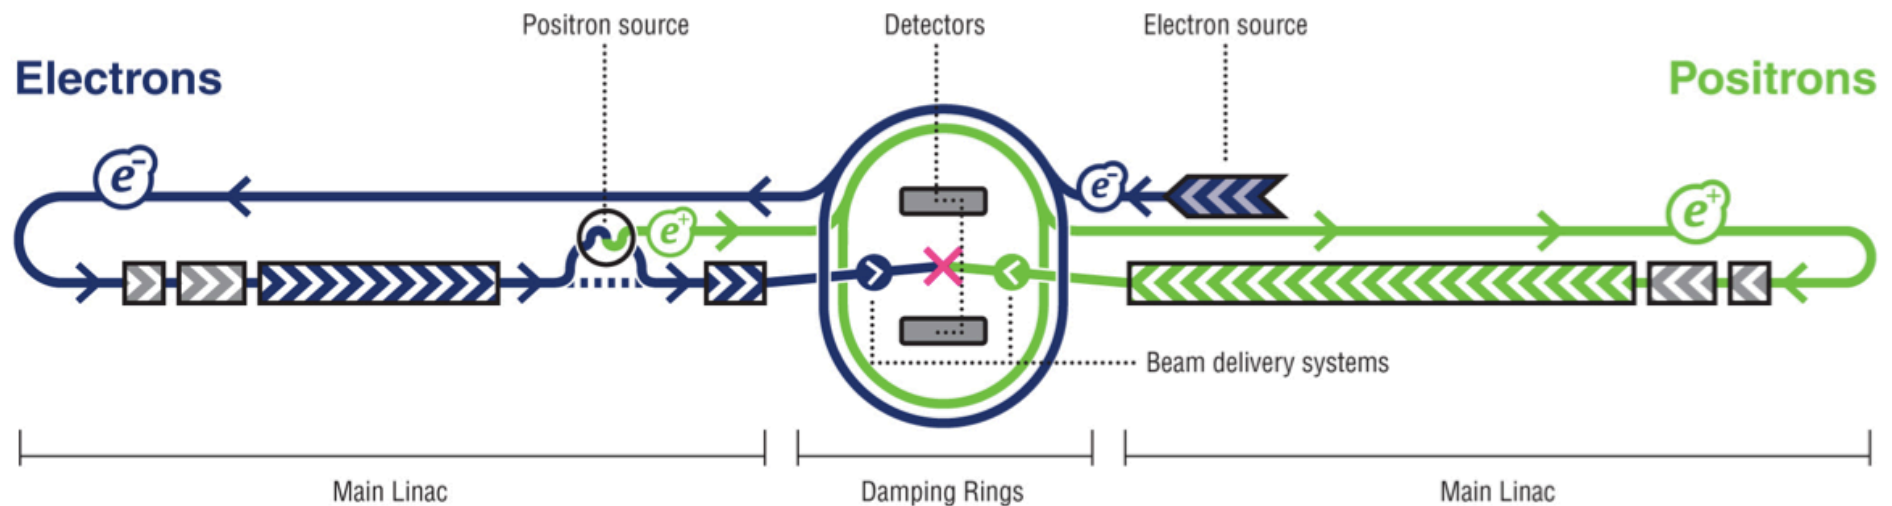 Positron source
Detectors
Electron source
Electrons
Positrons
e-
e-
e+
e+
Beam delivery systems
Main Linac
Damping Rings
Main Linac